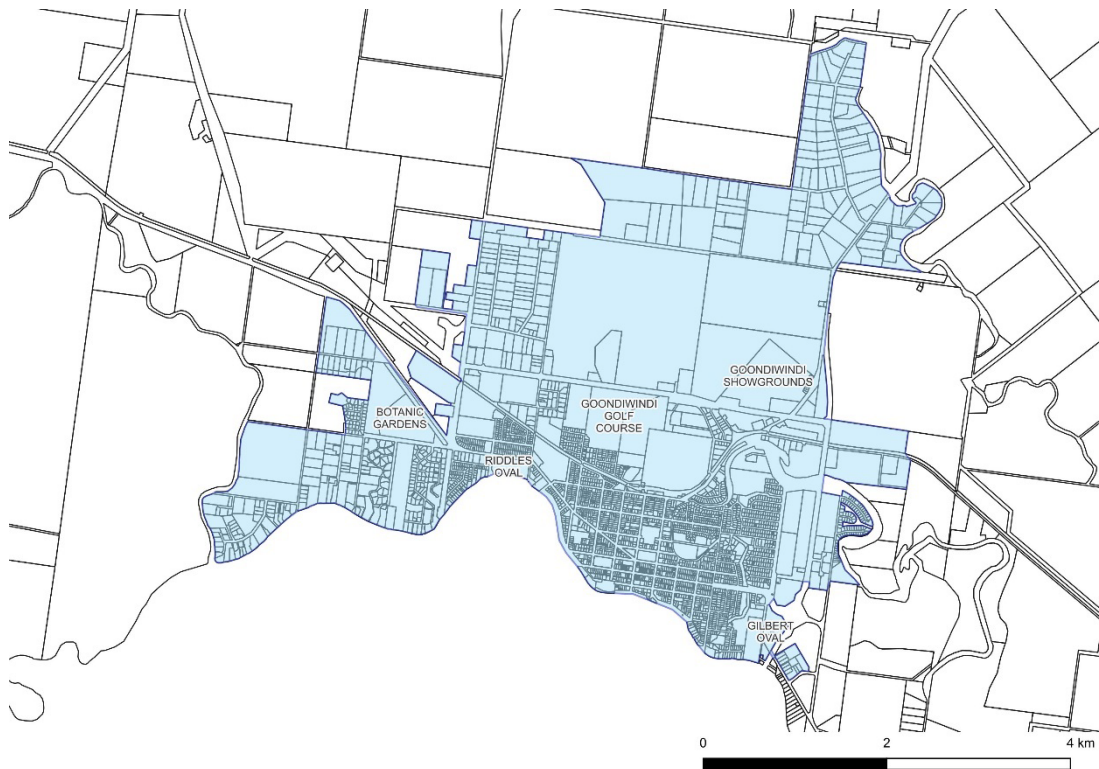 GOONDIWINDI
SHOWGROUNDS
GOONDIWINDI
GOLF
COURSE
BOTANIC
GARDENS
RIDDLES
OVAL
GILBERT
OVAL
0 2 4 km